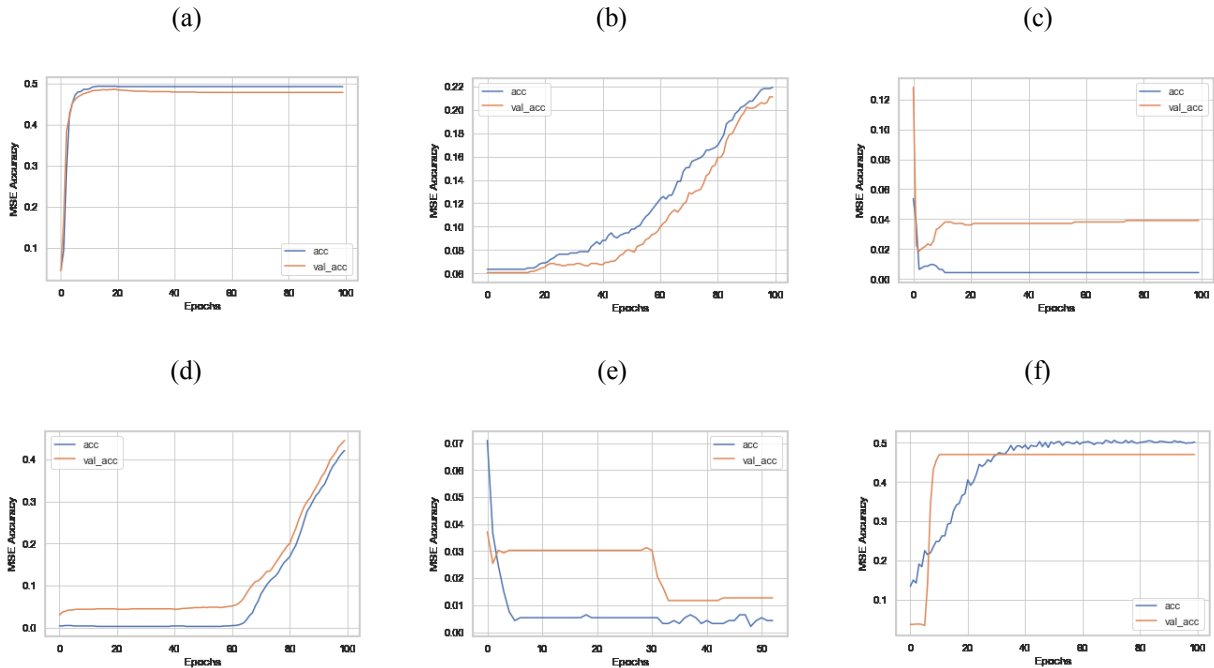 (a)
(b)
(c)
0.5
0.4
0.3
0.2
0.1
MSE Accuracy
acc
val_acc
0 20 40 60 80 100
Epochs
0.22
0.20
0.18
0.16
0.14
0.12
0.10
0.08
0.06
MSE Accuracy
acc
val_acc
0 20 40 60 80 100
Epochs
0.12
0.10
0.08
0.06
0.04
0.02
0.00
MSE Accuracy
acc
val_acc
0 20 40 60 80 100
Epochs
(d)
(e)
(f)
0.4
0.3
0.2
0.1
0.0
MSE Accuracy
acc
val_acc
0 20 40 60 80 100
Epochs
0.07
0.06
0.05
0.04
0.03
0.02
0.01
0.00
MSE Accuracy
acc
val_acc
0 10 20 30 40 50
Epochs
0.5
0.4
0.3
0.2
0.1
MSE Accuracy
acc
val_acc
0 20 40 60 80 100
Epochs